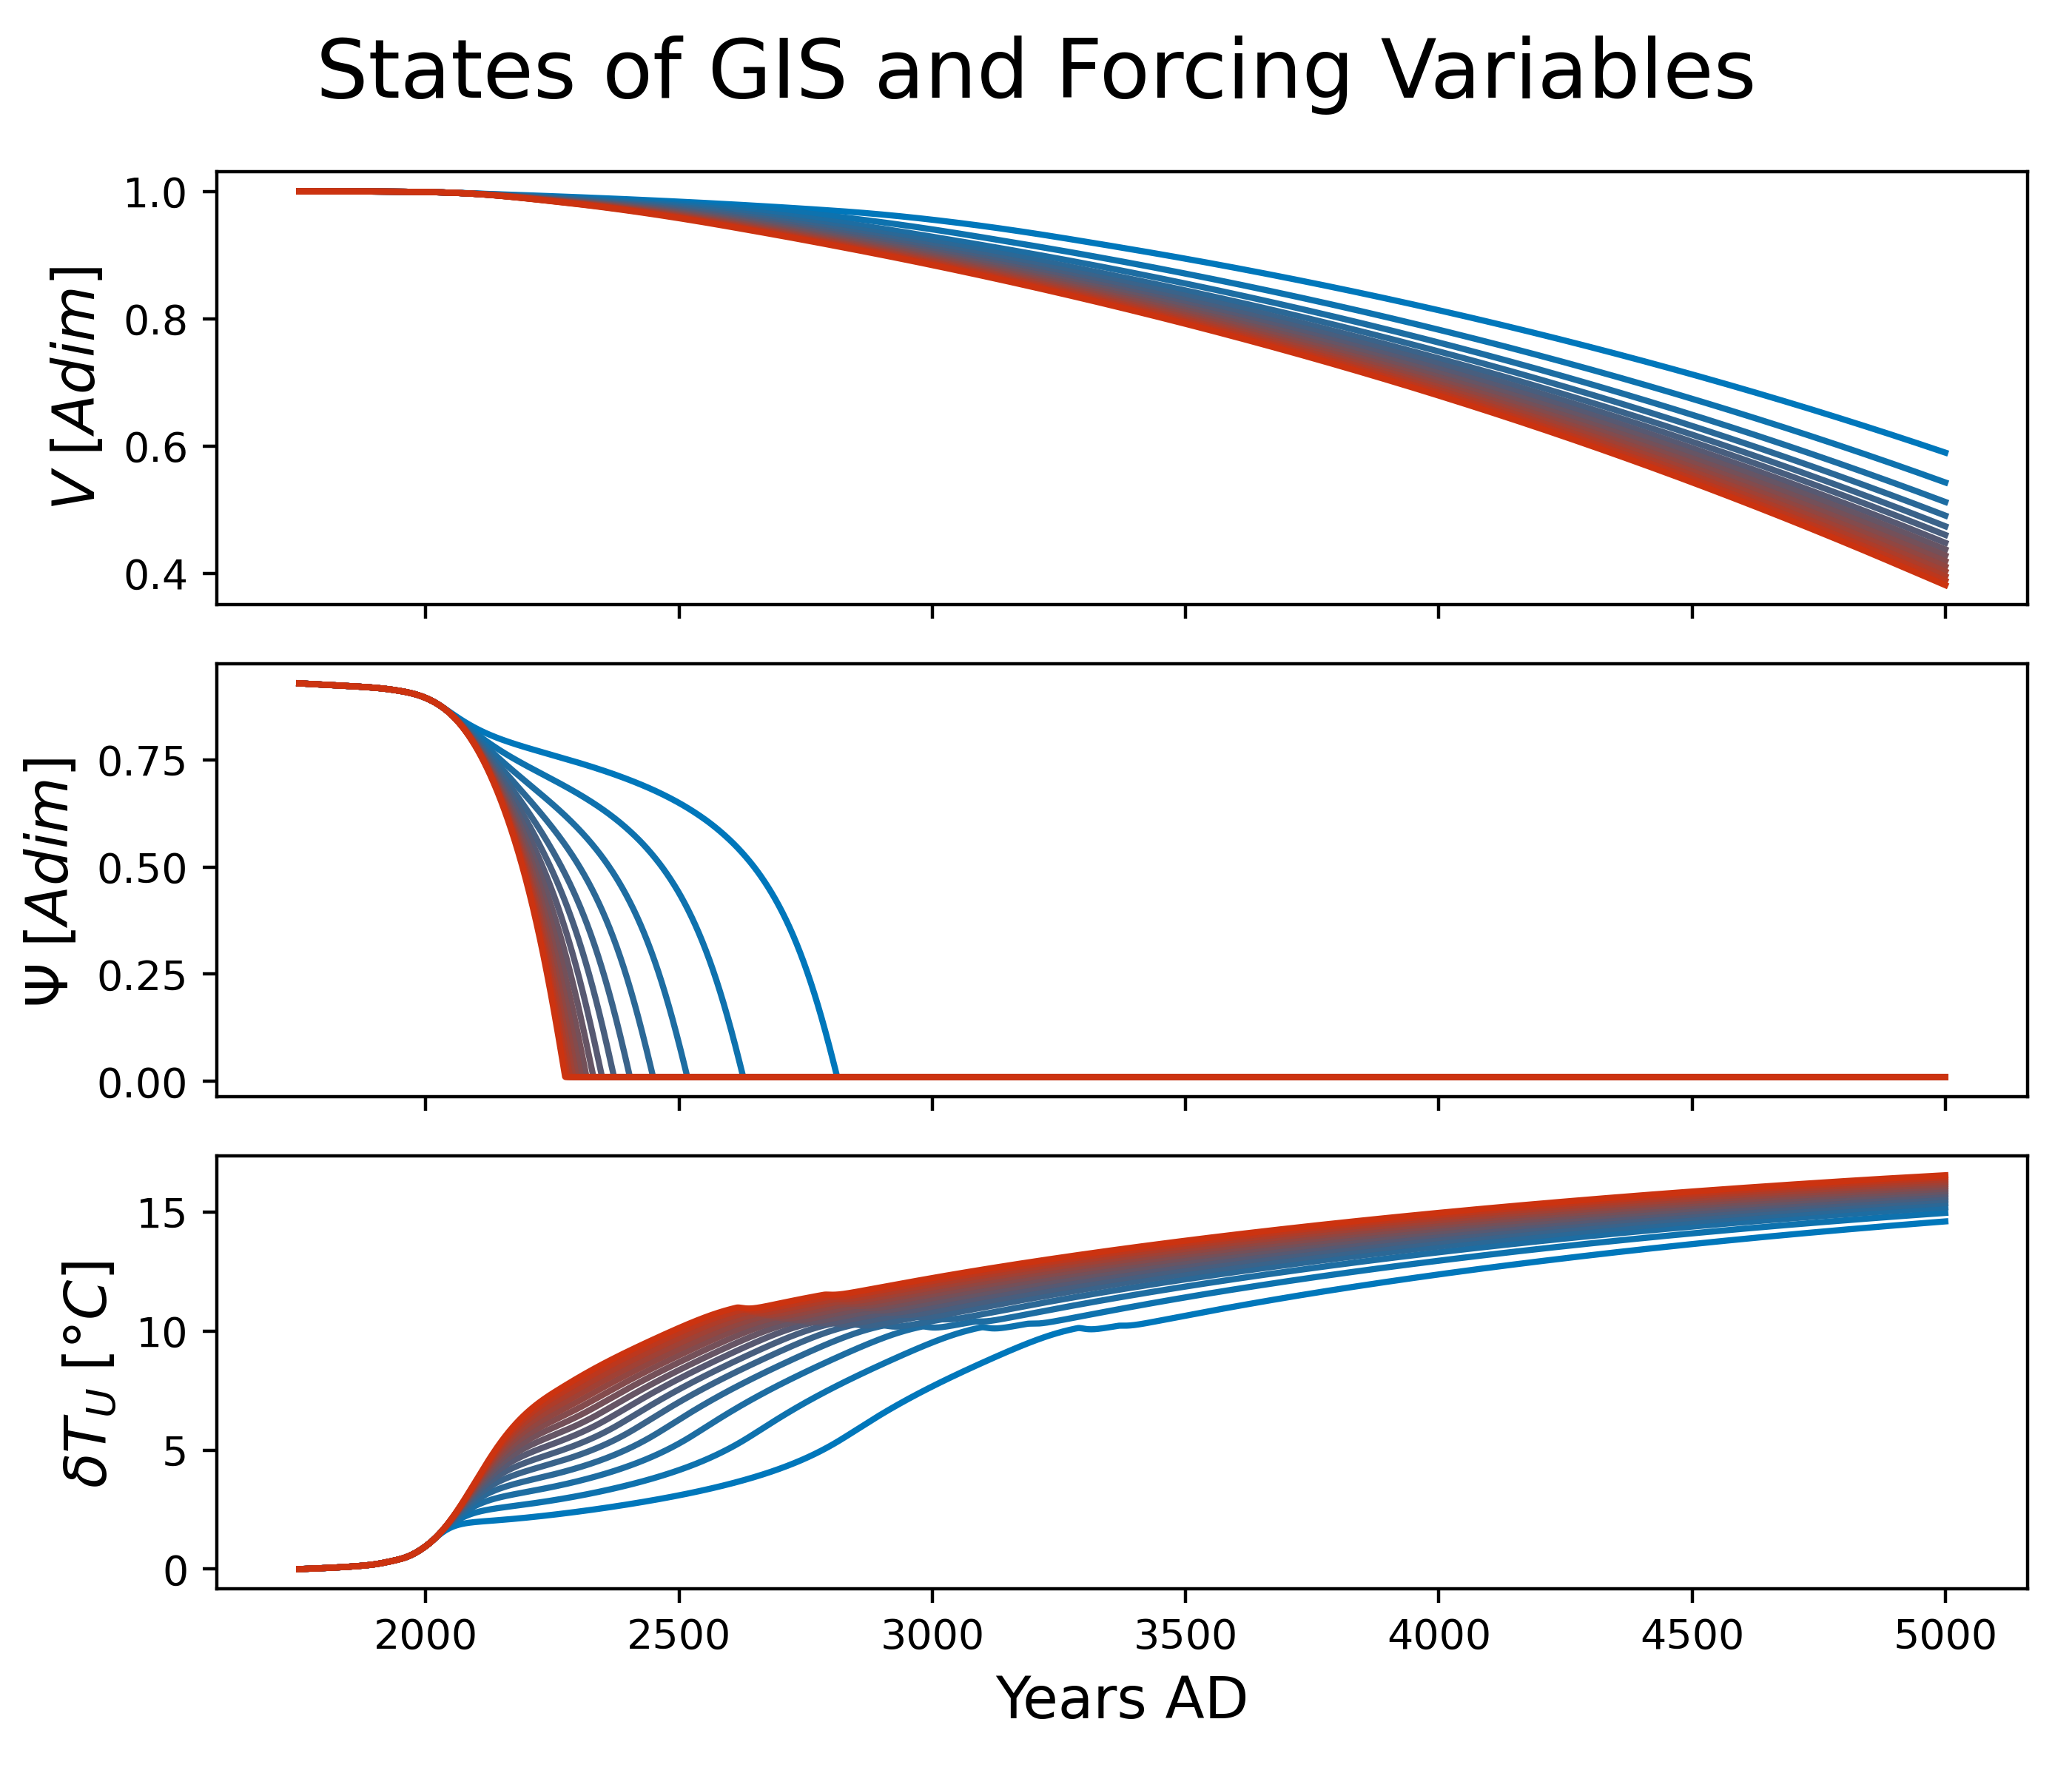 States of GIS and Forcing Variables
V [Adim]
1.0
0.8
0.6
0.4
Ψ [Adim]
0.75
0.50
0.25
0.00
δT_U [°C]
15
10
5
0
2000 2500 3000 3500 4000 4500 5000
Years AD